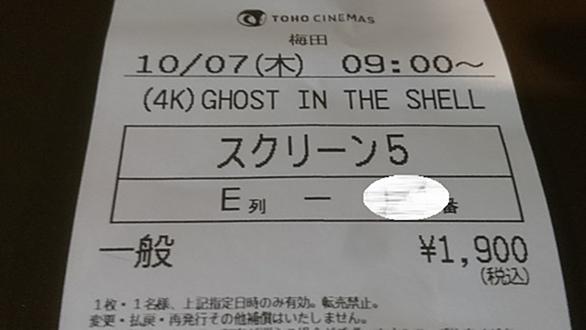 TOHO CINEMAS
梅田
10/07(木) 09:00～
(4K)GHOST IN THE SHELL
スクリーン5
E列 － 番
一般 ¥1,900
(税込)
1枚・1名様、上記指定日時のみ有効。転売禁止。
変更・払戻・再発行その他補償はいたしません。